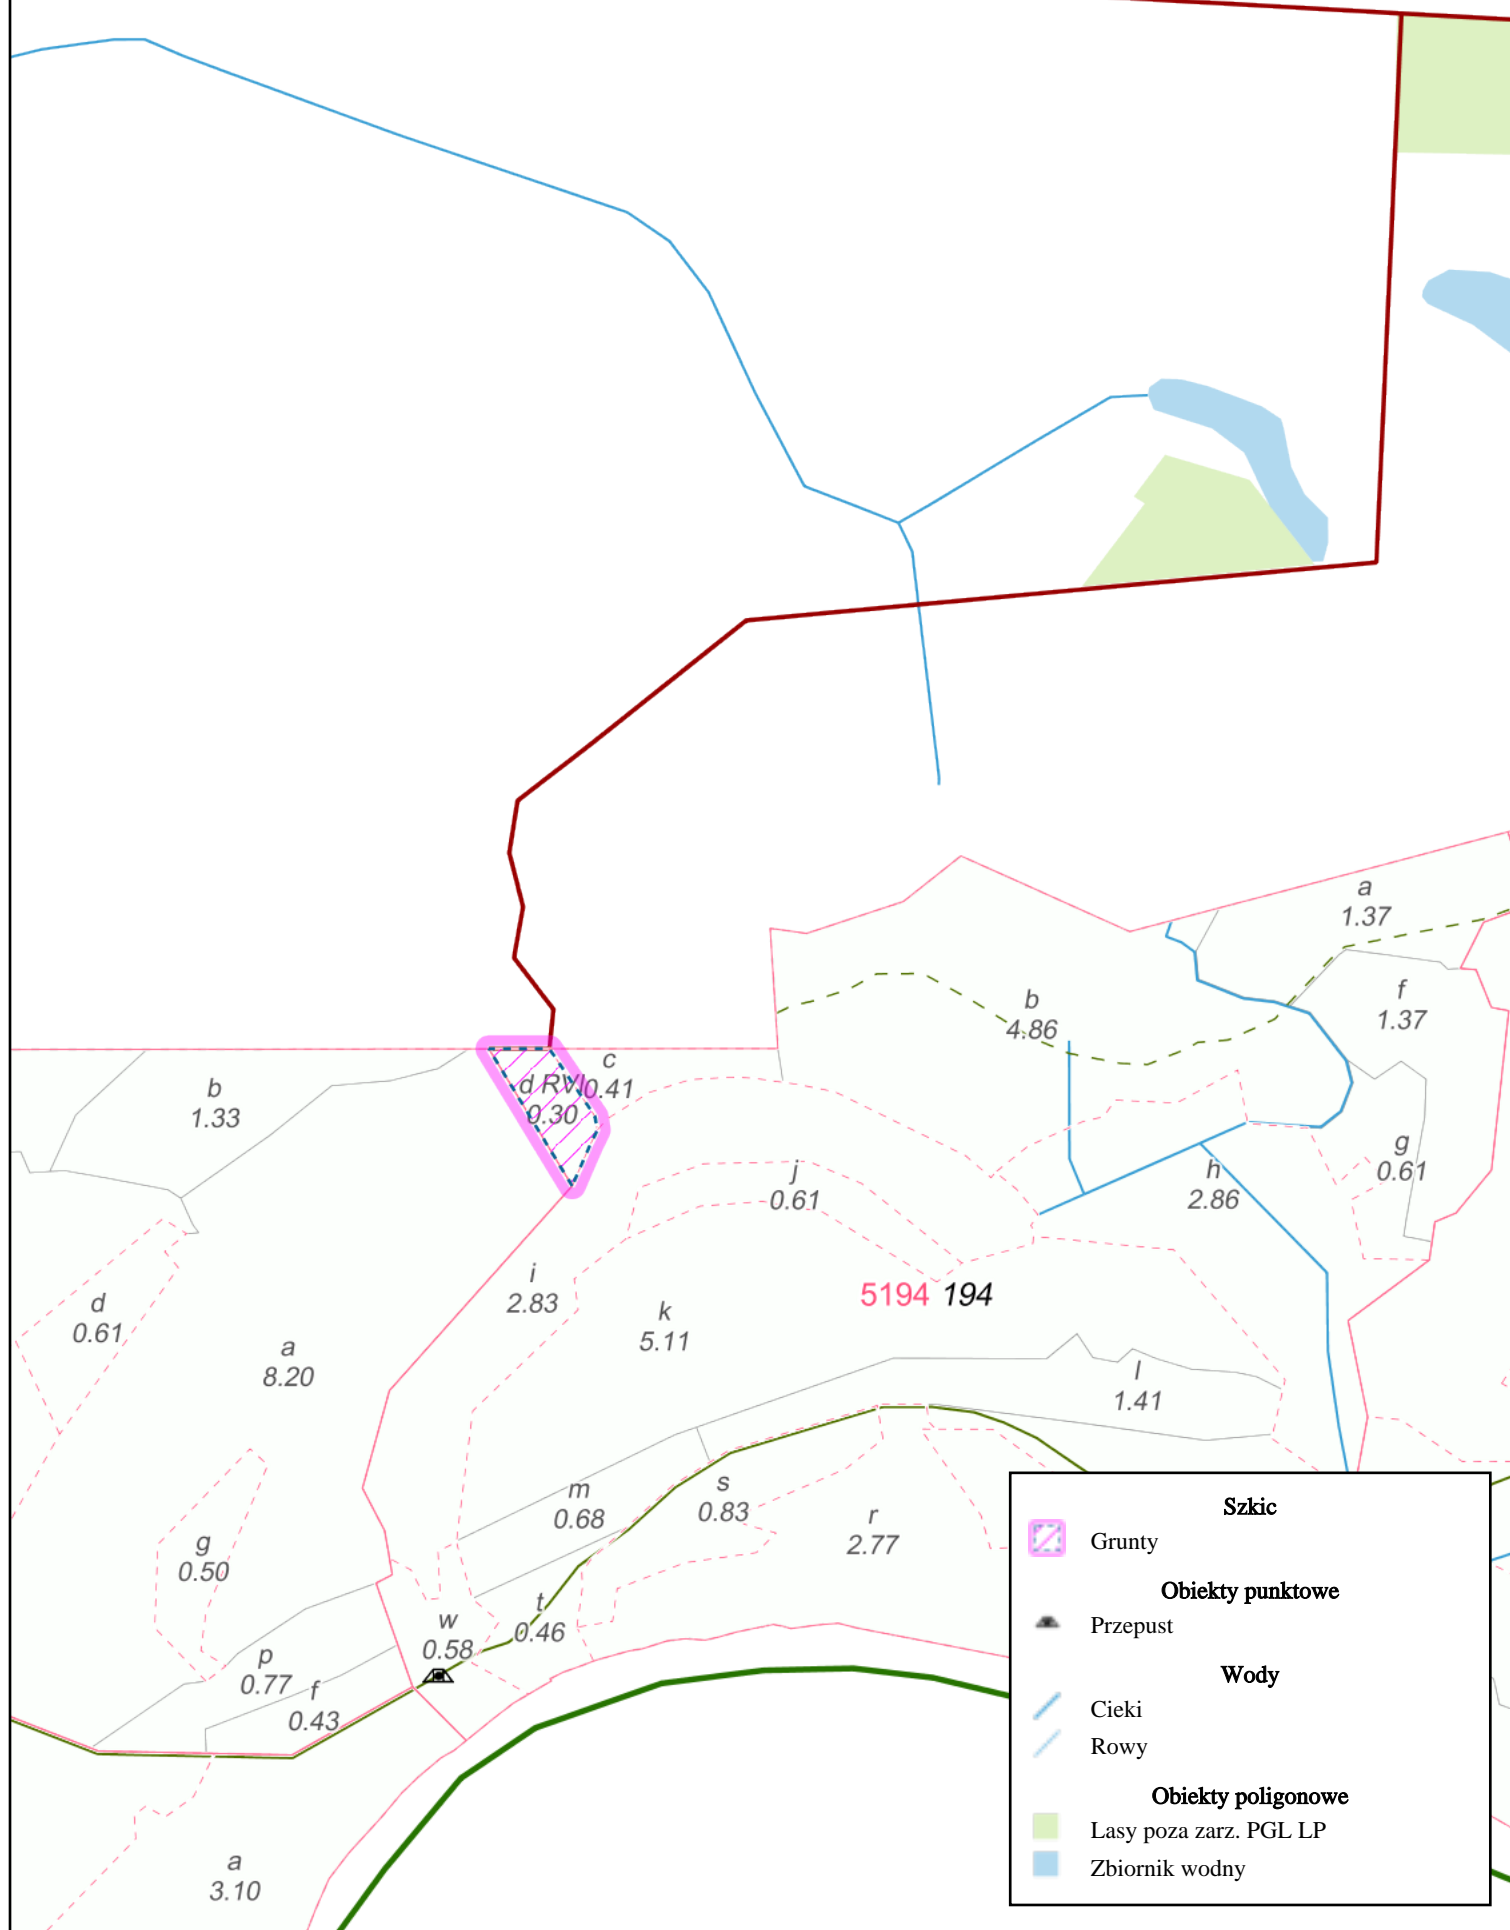 a
1.37
f
1.37
b
4.86
c
0.41
d RVI
0.30
b
1.33
g
0.61
h
2.86
j
0.61
i
2.83
5194 194
d
0.61
k
5.11
a
8.20
l
1.41
m
0.68
s
0.83
r
2.77
g
0.50
t
0.46
w
0.58
p
0.77
f
0.43
a
3.10
Szkic
Grunty
Obiekty punktowe
Przepust
Wody
Cieki
Rowy
Obiekty poligonowe
Lasy poza zarz. PGL LP
Zbiornik wodny